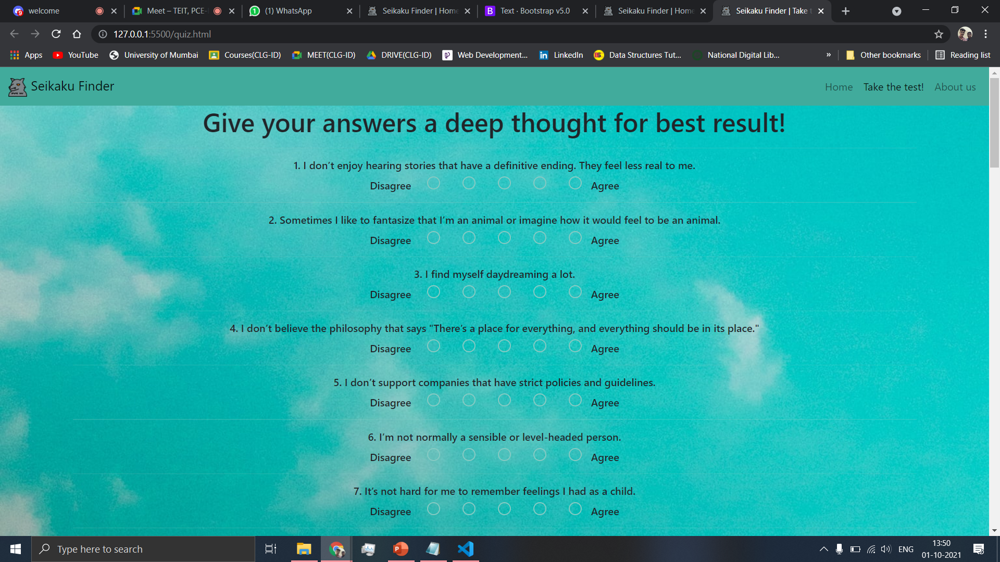 welcome
Meet – TEIT, PCE-
(1) WhatsApp
Seikaku Finder | Home
Text · Bootstrap v5.0
Seikaku Finder | Home
Seikaku Finder | Take t
127.0.0.1:5500/quiz.html
Apps
YouTube
University of Mumbai
Courses(CLG-ID)
MEET(CLG-ID)
DRIVE(CLG-ID)
Web Development...
LinkedIn
Data Structures Tut...
National Digital Lib...
»
Other bookmarks
Reading list
Seikaku Finder
Home
Take the test!
About us
Give your answers a deep thought for best result!
1. I don’t enjoy hearing stories that have a definitive ending. They feel less real to me.
Disagree Agree
2. Sometimes I like to fantasize that I’m an animal or imagine how it would feel to be an animal.
Disagree Agree
3. I find myself daydreaming a lot.
Disagree Agree
4. I don’t believe the philosophy that says "There’s a place for everything, and everything should be in its place."
Disagree Agree
5. I don’t support companies that have strict policies and guidelines.
Disagree Agree
6. I’m not normally a sensible or level-headed person.
Disagree Agree
7. It’s not hard for me to remember feelings I had as a child.
Disagree Agree
Type here to search
ENG
13:50
01-10-2021